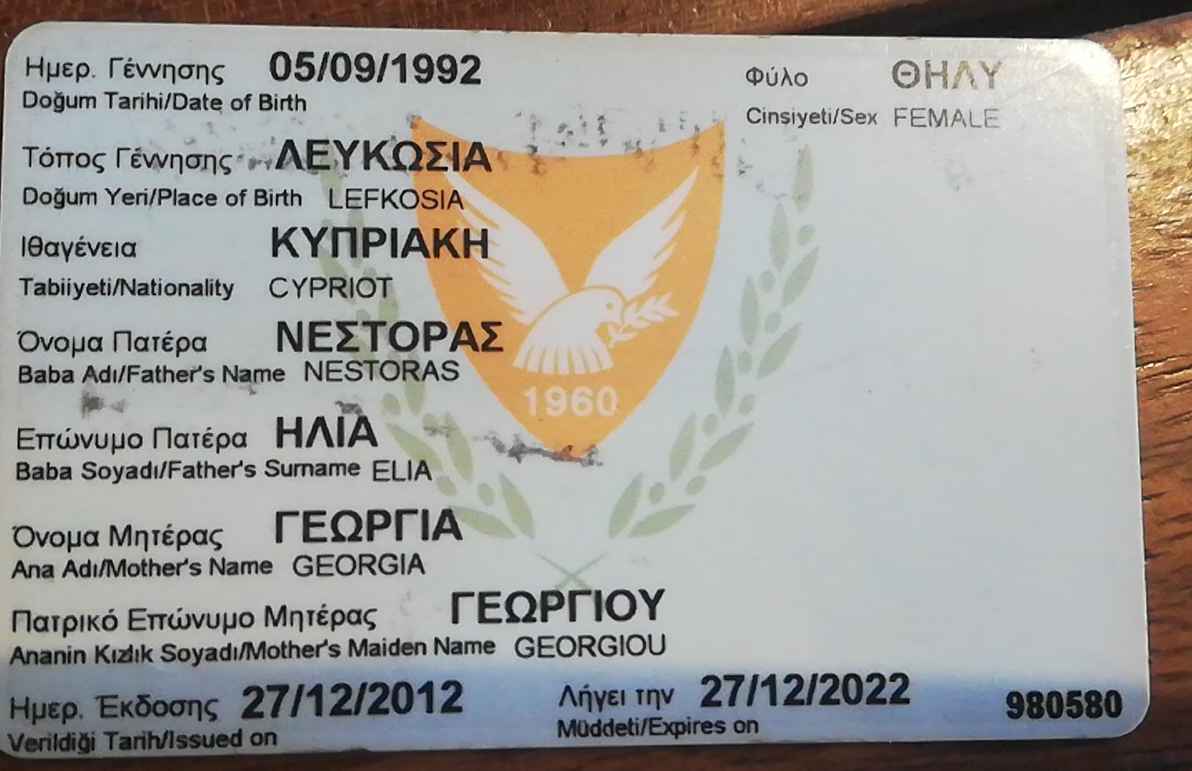 Ημερ. Γέννησης 05/09/1992 Φύλο ΘΗΛΥ
Doğum Tarihi/Date of Birth Cinsiyeti/Sex FEMALE
Τόπος Γέννησης ΛΕΥΚΩΣΙΑ
Doğum Yeri/Place of Birth LEFKOSIA
Ιθαγένεια ΚΥΠΡΙΑΚΗ
Tabiiyeti/Nationality CYPRIOT
Όνομα Πατέρα ΝΕΣΤΟΡΑΣ
Baba Adı/Father's Name NESTORAS
1960
Επώνυμο Πατέρα ΗΛΙΑ
Baba Soyadı/Father's Surname ELIA
Όνομα Μητέρας ΓΕΩΡΓΙΑ
Ana Adı/Mother's Name GEORGIA
Πατρικό Επώνυμο Μητέρας ΓΕΩΡΓΙΟΥ
Ananin Kızlık Soyadı/Mother's Maiden Name GEORGIOU
Ημερ. Έκδοσης 27/12/2012 Λήγει την 27/12/2022 980580
Verildiği Tarih/Issued on Müddeti/Expires on